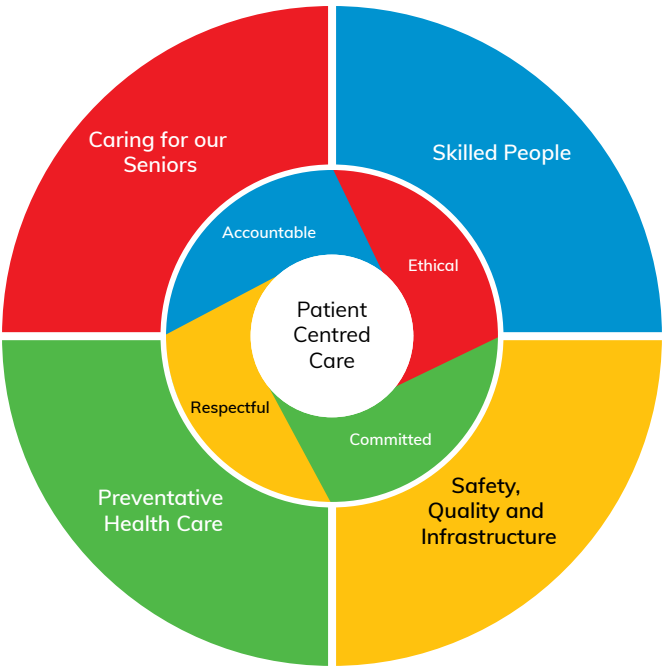 Caring for our
Seniors
Skilled People
Accountable
Ethical
Patient
Centred
Care
Respectful
Committed
Preventative
Health Care
Safety,
Quality and
Infrastructure